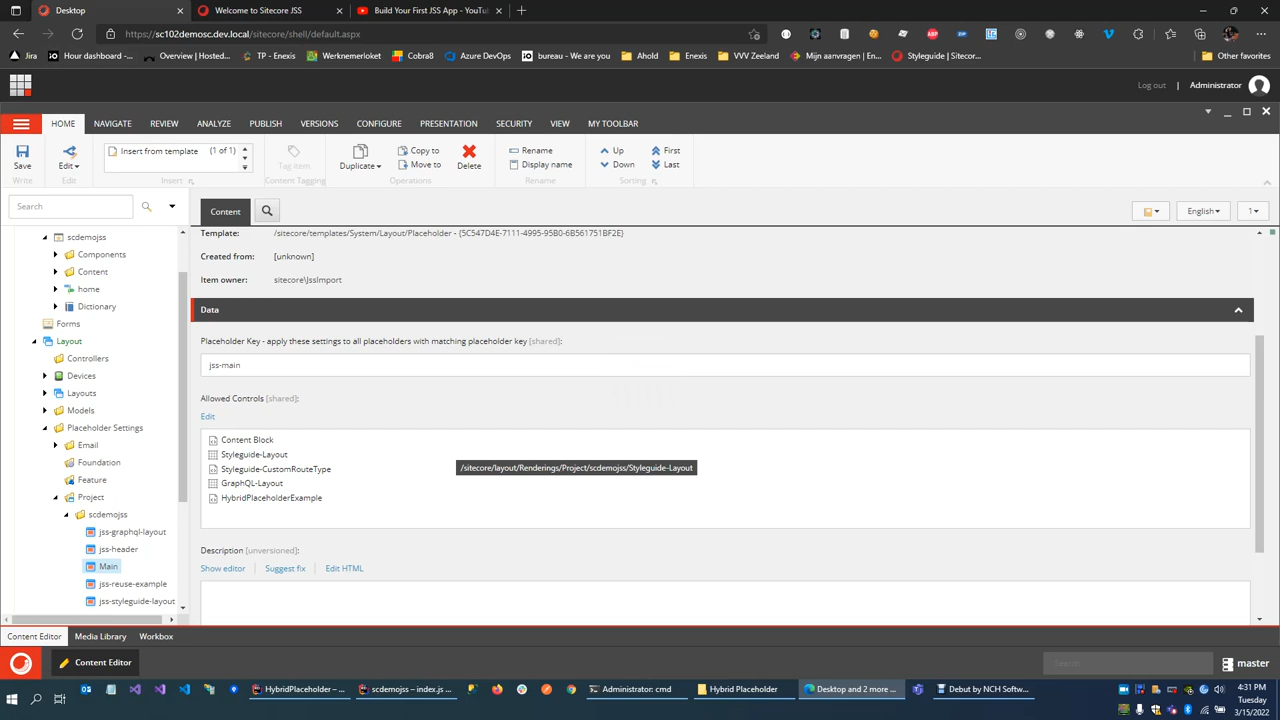 Desktop
Welcome to Sitecore JSS
Build Your First JSS App - YouTu
https://sc102demosc.dev.local/sitecore/shell/default.aspx
Jira
Hour dashboard -...
Overview | Hosted...
TP - Enexis
Werknemerloket
Cobra8
Azure DevOps
bureau - We are you
Ahold
Enexis
VVV Zeeland
Mijn aanvragen | En...
Styleguide | Sitecor...
Other favorites
Log out | Administrator
HOME NAVIGATE REVIEW ANALYZE PUBLISH VERSIONS CONFIGURE PRESENTATION SECURITY VIEW MY TOOLBAR
Save
Write
Edit
Edit
Insert from template (1 of 1)
Insert
Tag item
Content Tagging
Duplicate
Copy to
Move to
Delete
Operations
Rename
Display name
Rename
Up
Down
First
Last
Sorting
Search
Content
English
1
scdemojss
Components
Content
home
Dictionary
Forms
Layout
Controllers
Devices
Layouts
Models
Placeholder Settings
Email
Foundation
Feature
Project
scdemojss
jss-graphql-layout
jss-header
Main
jss-reuse-example
jss-styleguide-layout
Template: /sitecore/templates/System/Layout/Placeholder - {5C547D4E-7111-4995-95B0-6B561751BF2E}
Created from: [unknown]
Item owner: sitecore\JssImport
Data
Placeholder Key - apply these settings to all placeholders with matching placeholder key [shared]:
jss-main
Allowed Controls [shared]:
Edit
Content Block
Styleguide-Layout
Styleguide-CustomRouteType
GraphQL-Layout
HybridPlaceholderExample
/sitecore/layout/Renderings/Project/scdemojss/Styleguide-Layout
Description [unversioned]:
Show editor Suggest fix Edit HTML
Content Editor Media Library Workbox
Content Editor
Search
master
HybridPlaceholder – ...
scdemojss – index.js ...
Administrator: cmd
Hybrid Placeholder
Desktop and 2 more ...
Debut by NCH Softw...
4:31 PM
Tuesday
3/15/2022